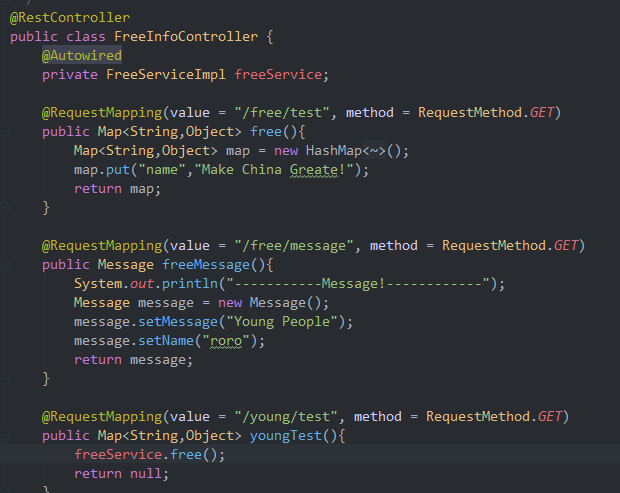 @RestController
public class FreeInfoController {
@Autowired
private FreeServiceImpl freeService;
@RequestMapping(value = "/free/test", method = RequestMethod.GET)
public Map<String,Object> free(){
Map<String,Object> map = new HashMap<~>();
map.put("name","Make China Greate!");
return map;
}
@RequestMapping(value = "/free/message", method = RequestMethod.GET)
public Message freeMessage(){
System.out.println("-----------Message!------------");
Message message = new Message();
message.setMessage("Young People");
message.setName("roro");
return message;
}
@RequestMapping(value = "/young/test", method = RequestMethod.GET)
public Map<String,Object> youngTest(){
freeService.free();
return null;
}